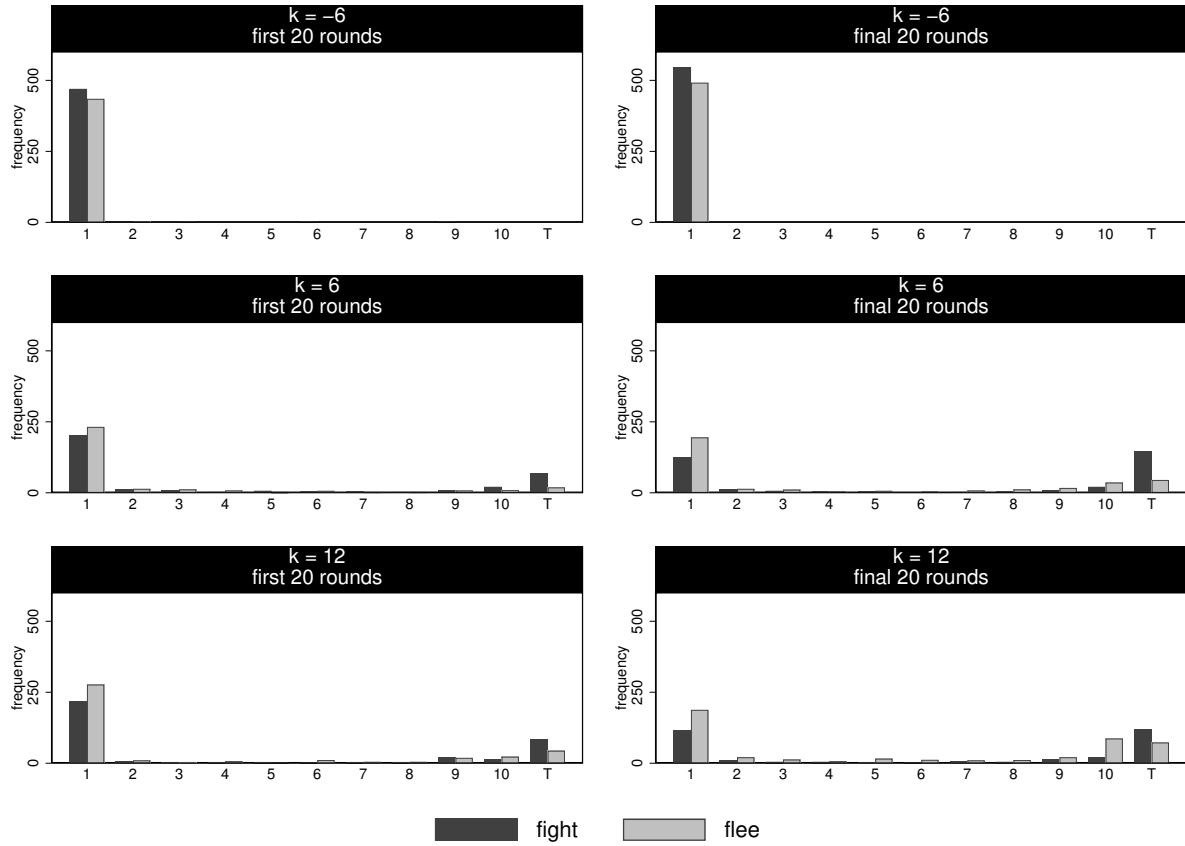 k = −6
first 20 rounds
frequency
500
250
0
1 2 3 4 5 6 7 8 9 10 T
k = −6
final 20 rounds
frequency
500
250
0
1 2 3 4 5 6 7 8 9 10 T
k = 6
first 20 rounds
frequency
500
250
0
1 2 3 4 5 6 7 8 9 10 T
k = 6
final 20 rounds
frequency
500
250
0
1 2 3 4 5 6 7 8 9 10 T
k = 12
first 20 rounds
frequency
500
250
0
1 2 3 4 5 6 7 8 9 10 T
k = 12
final 20 rounds
frequency
500
250
0
1 2 3 4 5 6 7 8 9 10 T
fight flee